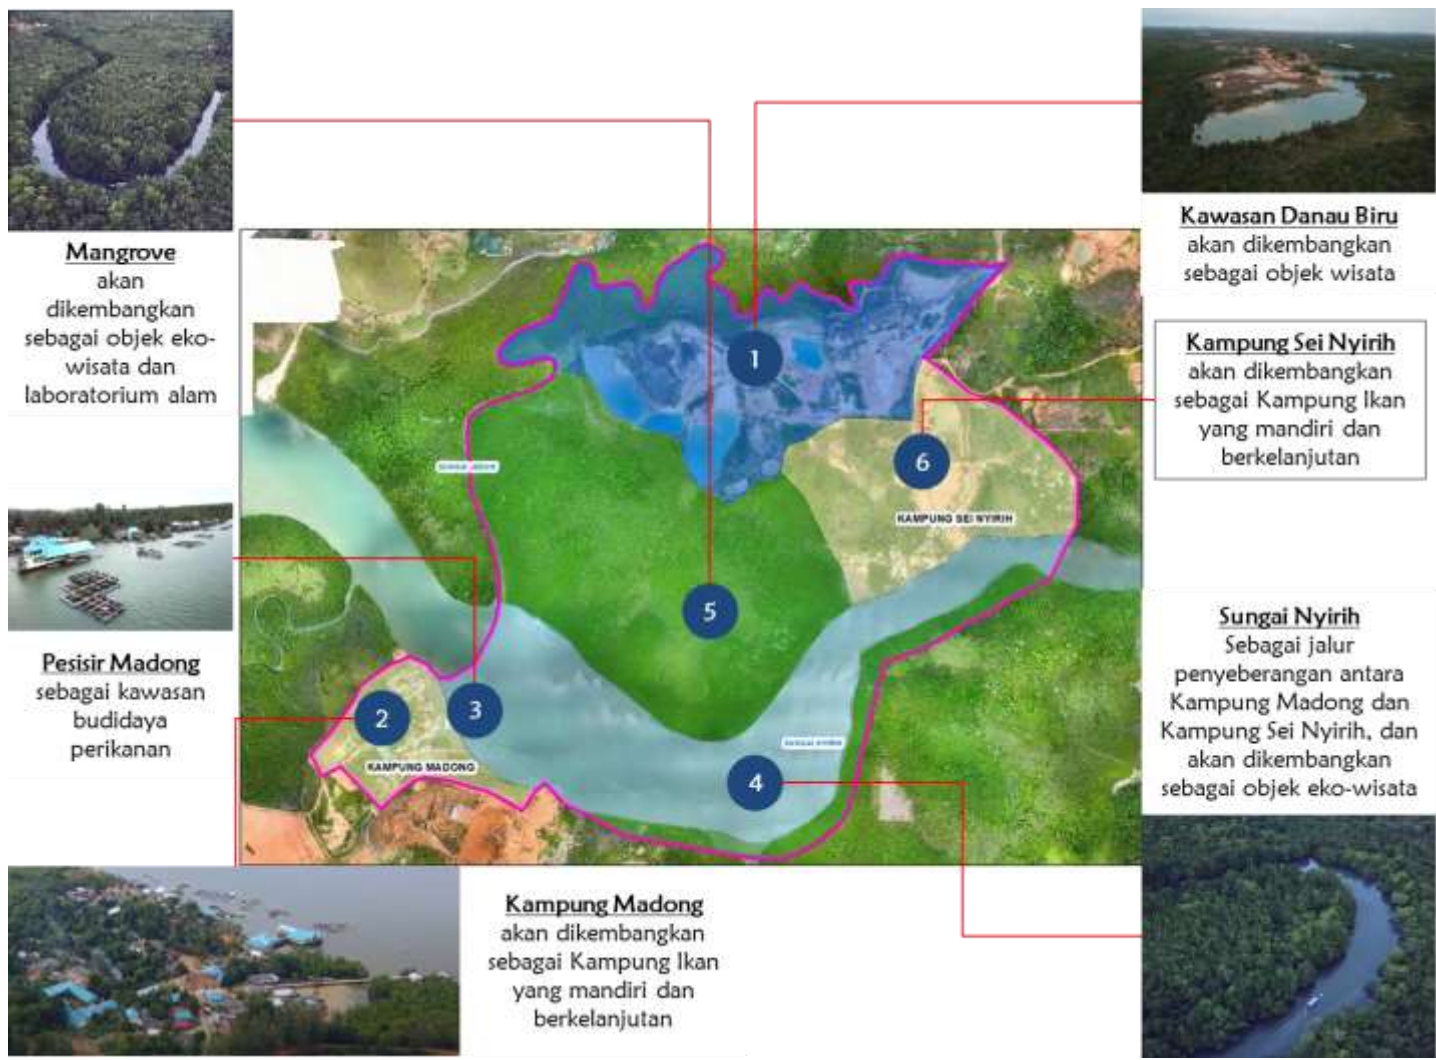 Mangrove
akan
dikembangkan
sebagai objek eko-
wisata dan
laboratorium alam
Pesisir Madong
sebagai kawasan
budidaya
perikanan
1
2
3
4
5
6
KAMPUNG SEI NYIRIH
KAMPUNG MADONG
SUNGAI NYIRIH
Kawasan Danau Biru
akan dikembangkan
sebagai objek wisata
Kampung Sei Nyirih
akan dikembangkan
sebagai Kampung Ikan
yang mandiri dan
berkelanjutan
Sungai Nyirih
Sebagai jalur
penyeberangan antara
Kampung Madong dan
Kampung Sei Nyirih, dan
akan dikembangkan
sebagai objek eko-wisata
Kampung Madong
akan dikembangkan
sebagai Kampung Ikan
yang mandiri dan
berkelanjutan